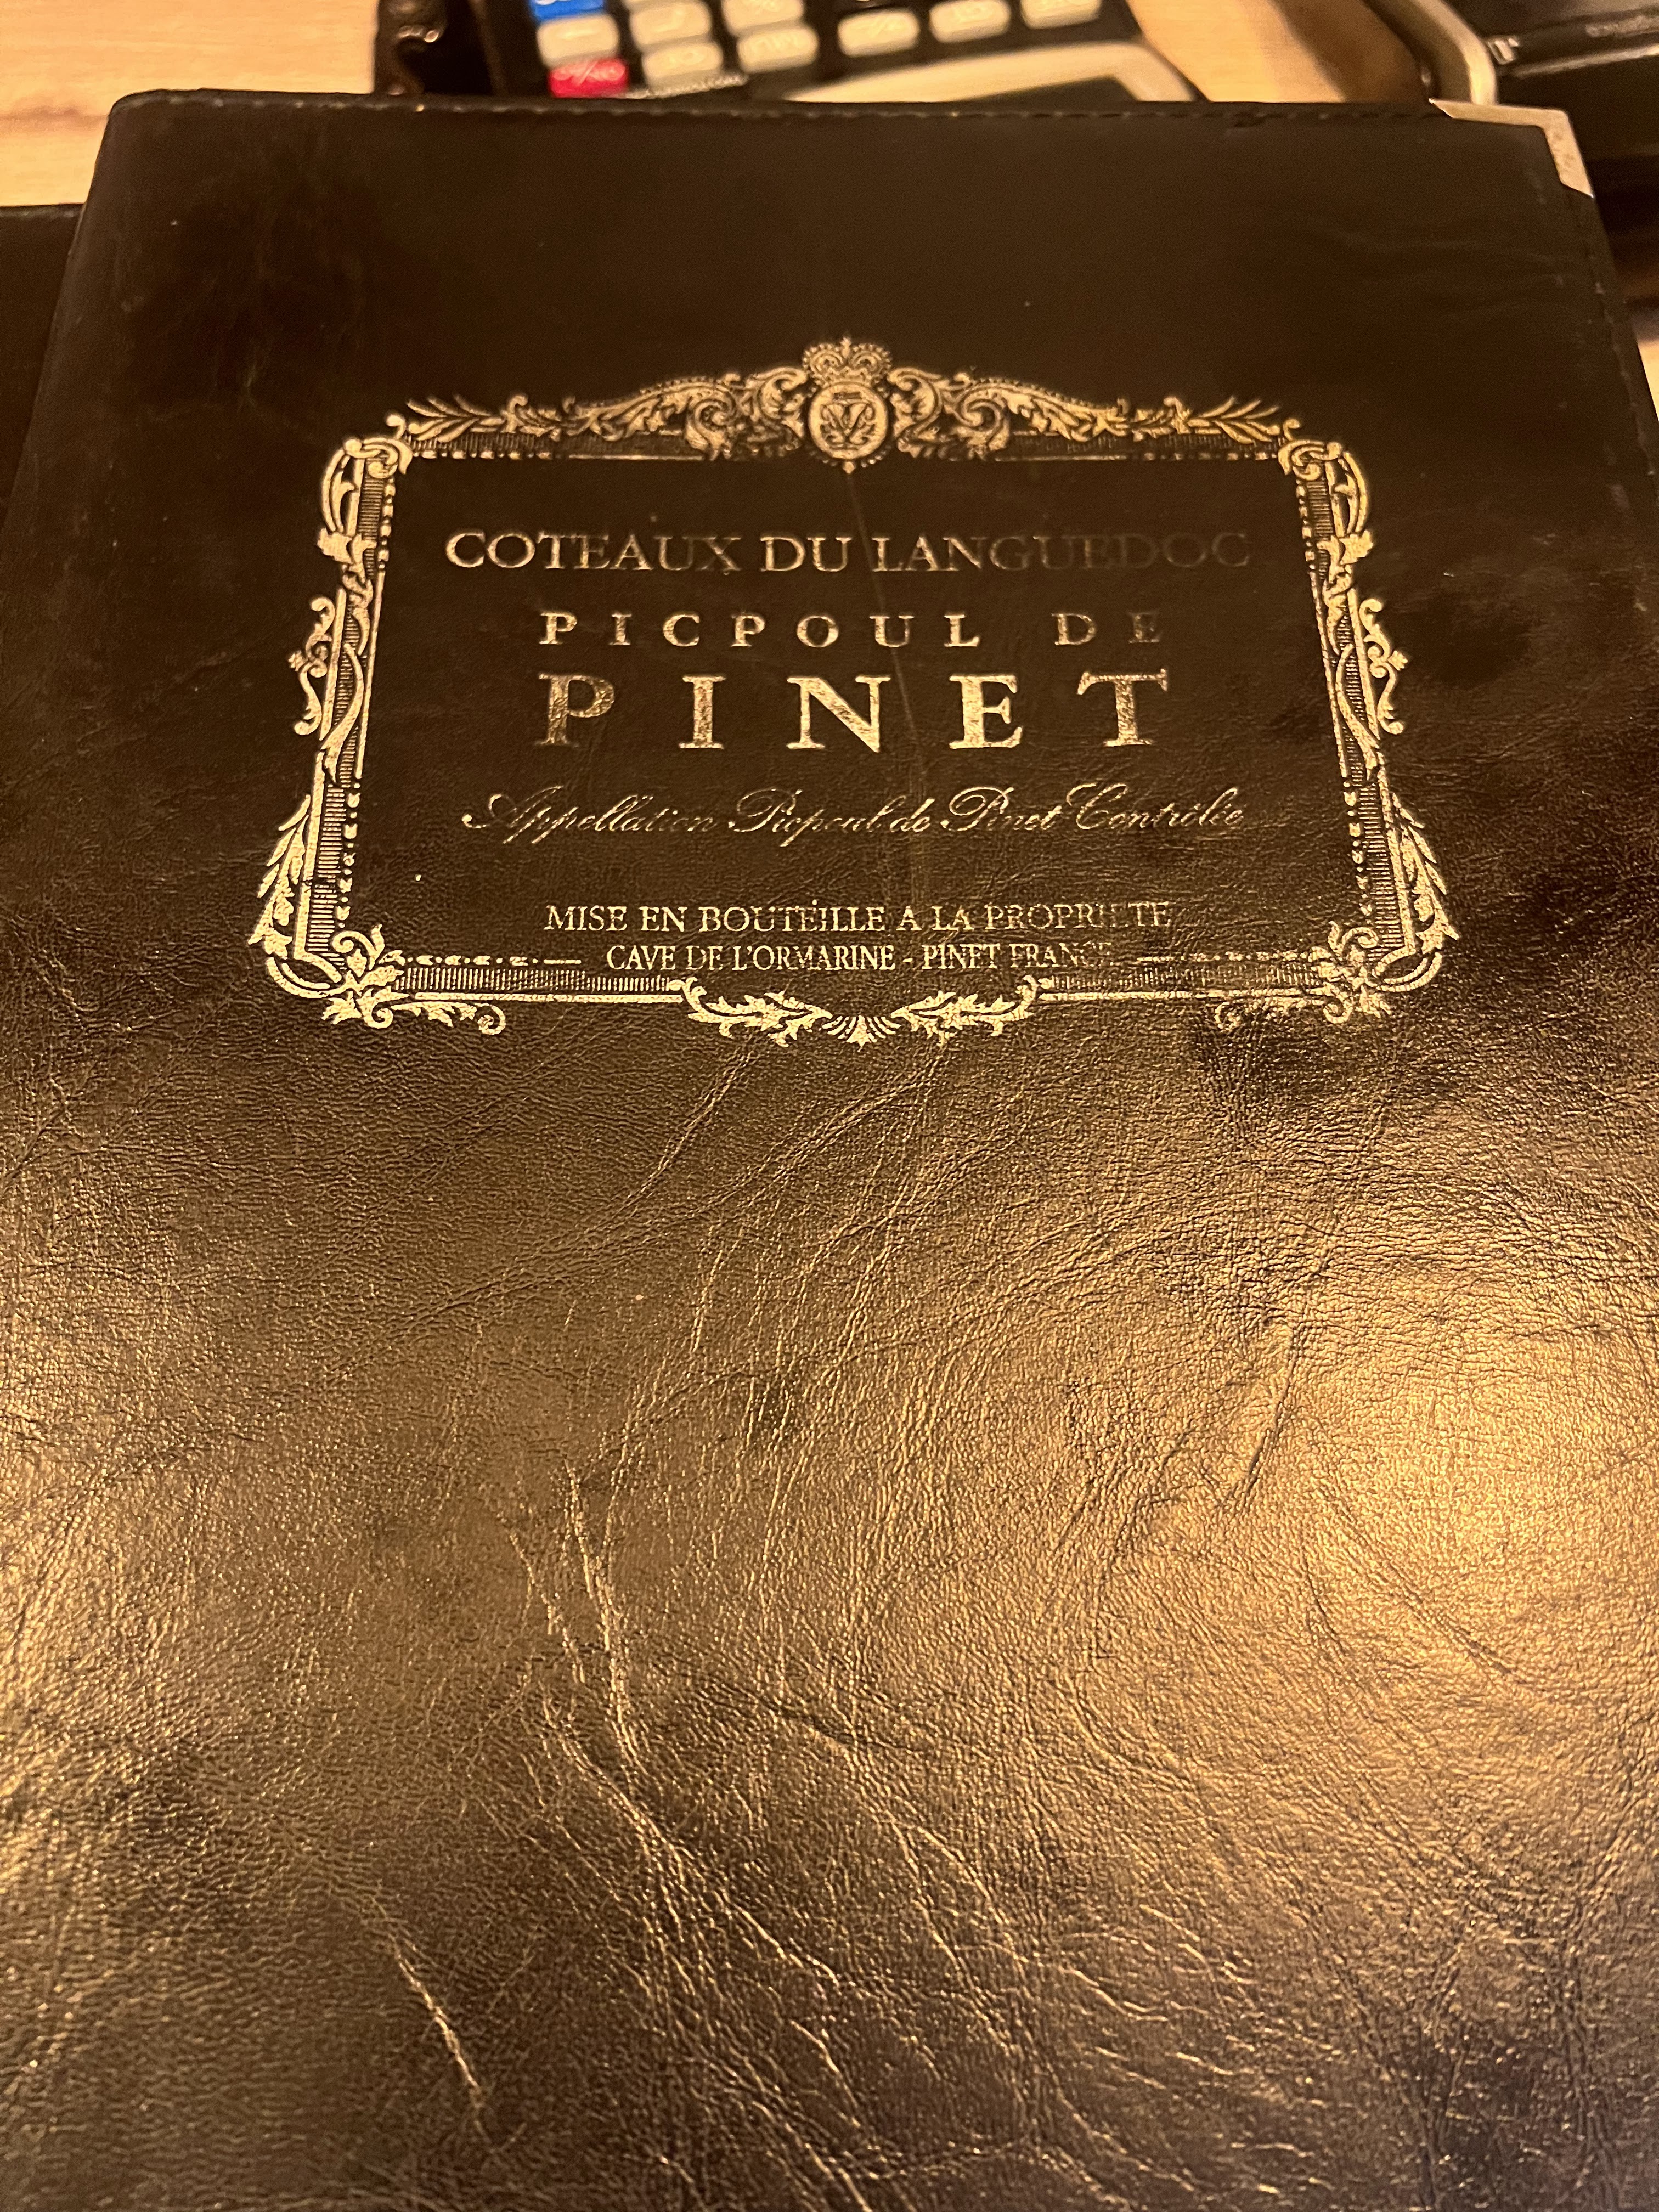 COTEAUX DU LANGUEDOC
PICPOUL DE
PINET
Appellation Picpoul de Pinet Contrôlée
MISE EN BOUTEILLE A LA PROPRIETE
CAVE DE L'ORMARINE - PINET FRANCE